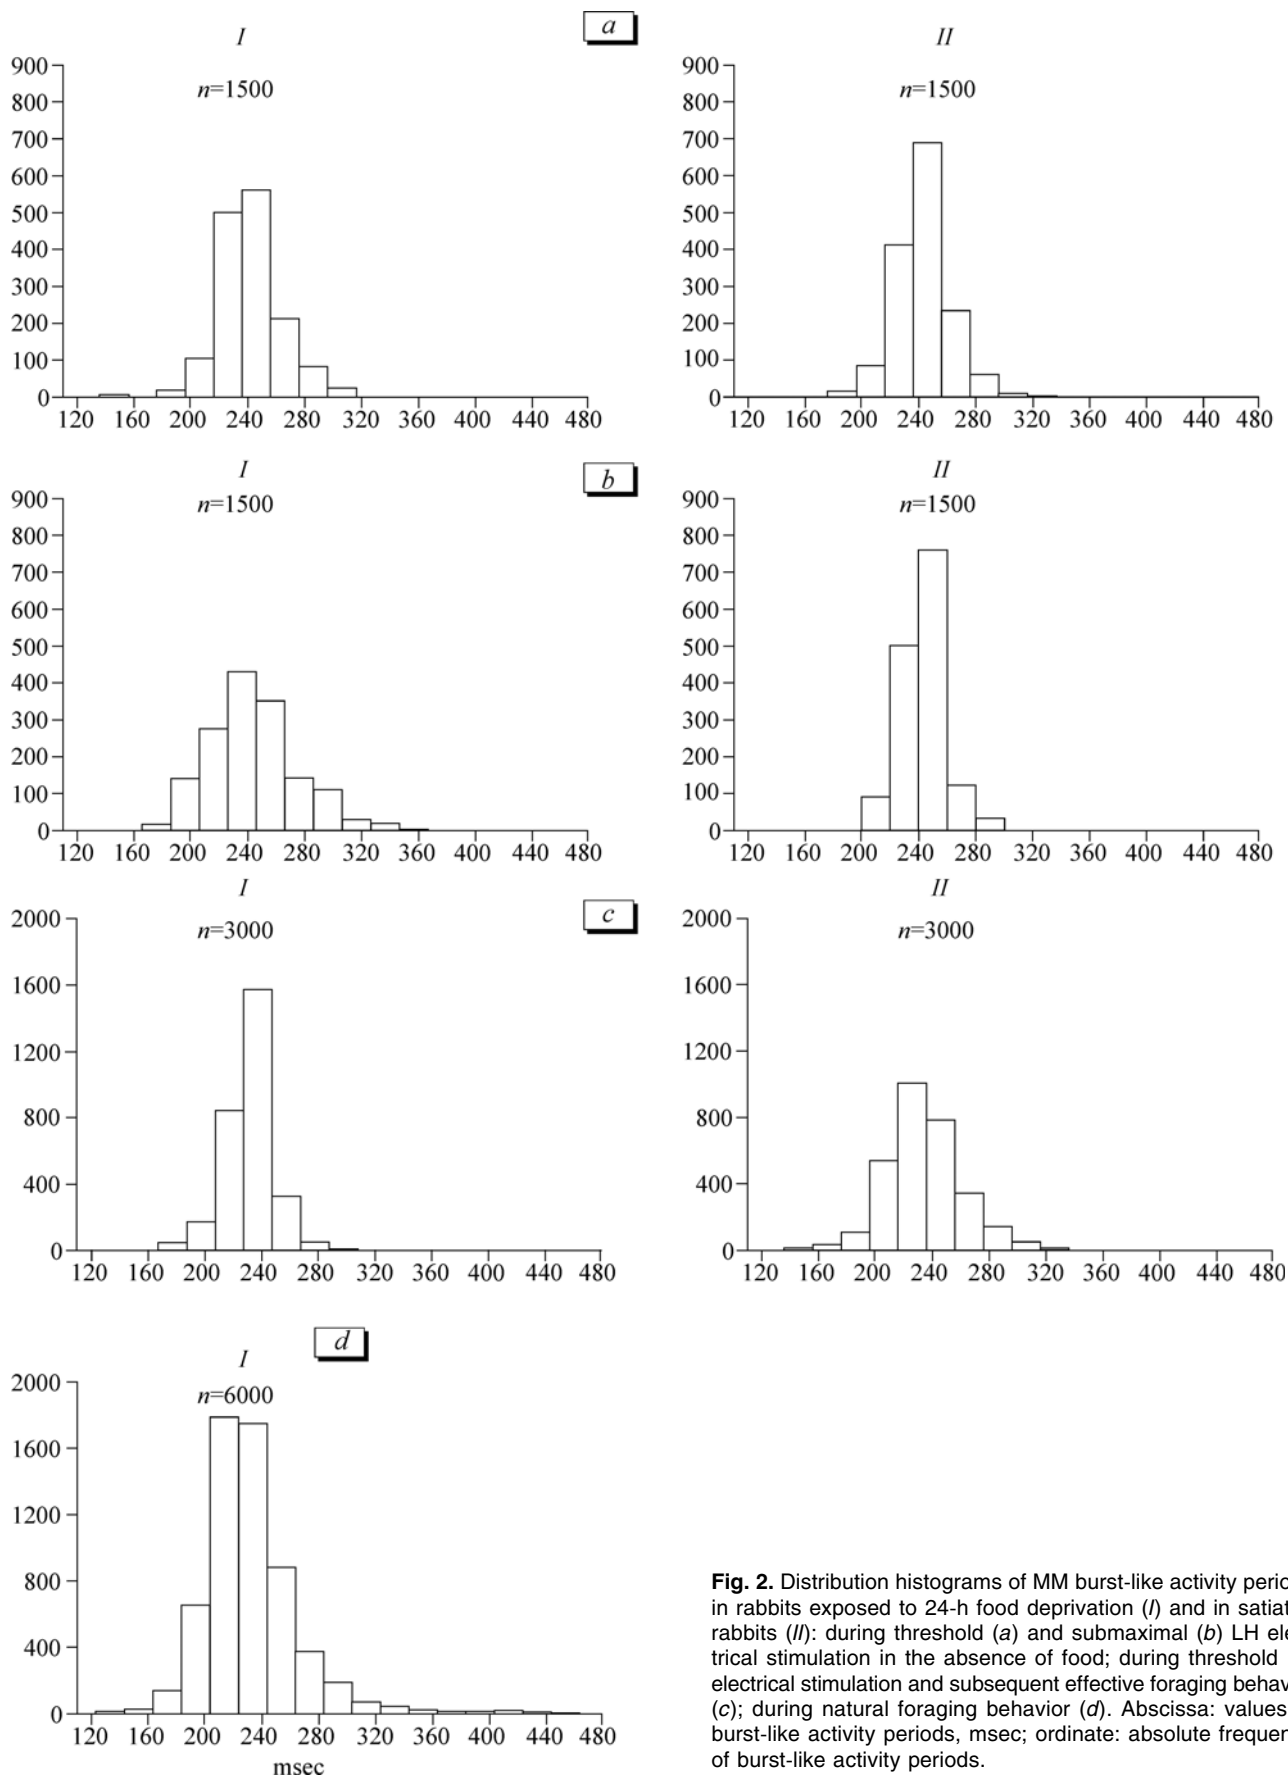 a
I
II
900
800
700
600
500
400
300
200
100
0
n=1500
120 160 200 240 280 320 360 400 440 480
900
800
700
600
500
400
300
200
100
0
n=1500
120 160 200 240 280 320 360 400 440 480
b
I
II
900
800
700
600
500
400
300
200
100
0
n=1500
120 160 200 240 280 320 360 400 440 480
900
800
700
600
500
400
300
200
100
0
n=1500
120 160 200 240 280 320 360 400 440 480
c
I
II
2000
1600
1200
800
400
0
n=3000
120 160 200 240 280 320 360 400 440 480
2000
1600
1200
800
400
0
n=3000
120 160 200 240 280 320 360 400 440 480
d
I
2000
1600
1200
800
400
0
n=6000
120 160 200 240 280 320 360 400 440 480
msec
Fig. 2. Distribution histograms of MM burst-like activity perio
in rabbits exposed to 24-h food deprivation (I) and in satiat
rabbits (II): during threshold (a) and submaximal (b) LH ele
trical stimulation in the absence of food; during threshold
electrical stimulation and subsequent effective foraging behav
(c); during natural foraging behavior (d). Abscissa: values
burst-like activity periods, msec; ordinate: absolute frequen
of burst-like activity periods.